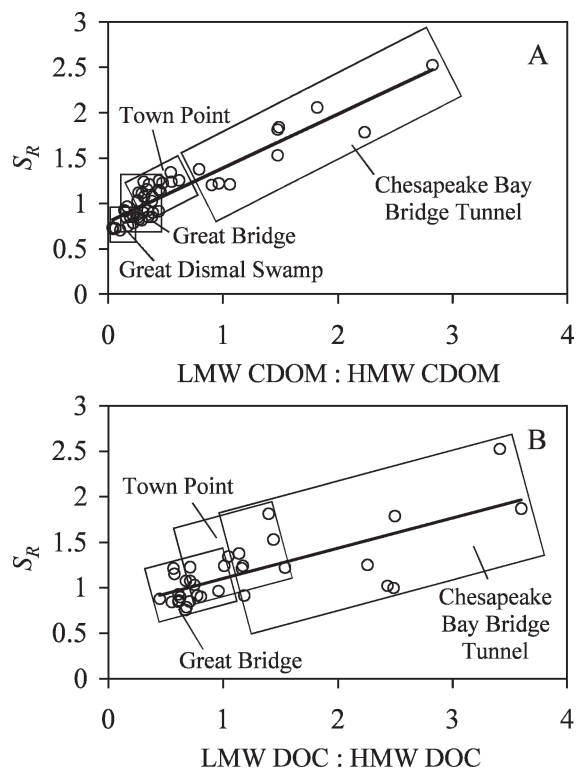 3
A
2.5
Town Point
2
S_R
1.5
1
Chesapeake Bay
Bridge Tunnel
0.5
Great Bridge
Great Dismal Swamp
0
0 1 2 3 4
LMW CDOM : HMW CDOM
3
B
2.5
Town Point
2
S_R
1.5
1
Chesapeake
Bay Bridge
Tunnel
0.5
Great Bridge
0
0 1 2 3 4
LMW DOC : HMW DOC